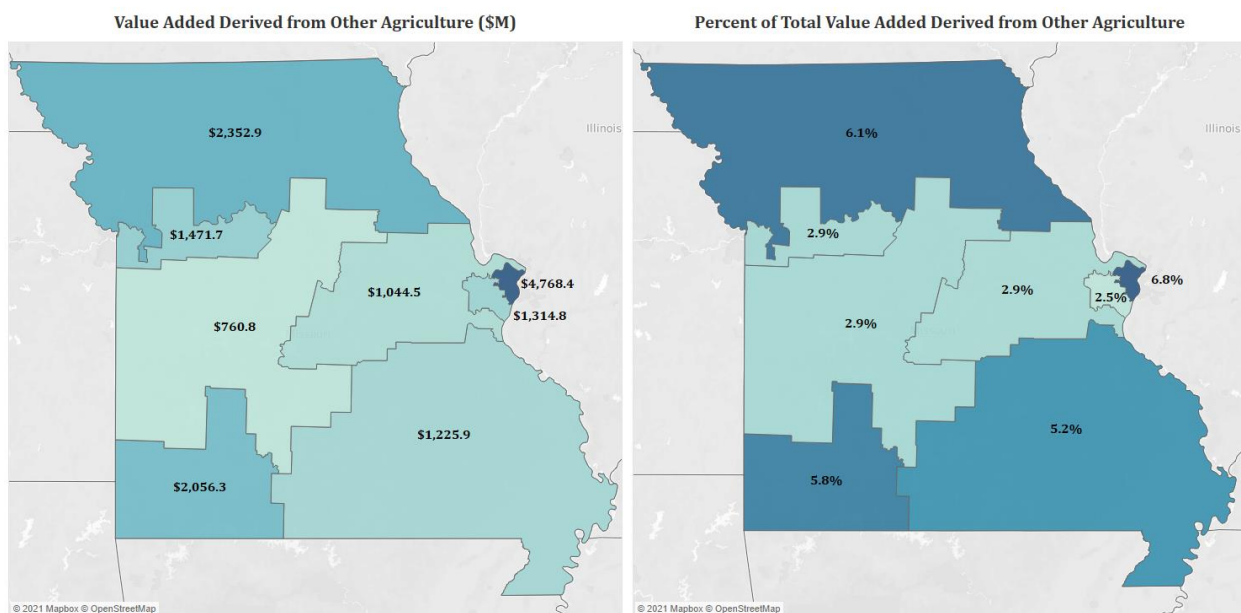 Value Added Derived from Other Agriculture ($M)
Percent of Total Value Added Derived from Other Agriculture
Illinois
$2,352.9
$1,471.7
$4,768.4
$1,044.5
$1,314.8
$760.8
$1,225.9
$2,056.3
© 2021 Mapbox © OpenStreetMap
Illinois
6.1%
2.9%
6.8%
2.9%
2.5%
2.9%
5.2%
5.8%
© 2021 Mapbox © OpenStreetMap